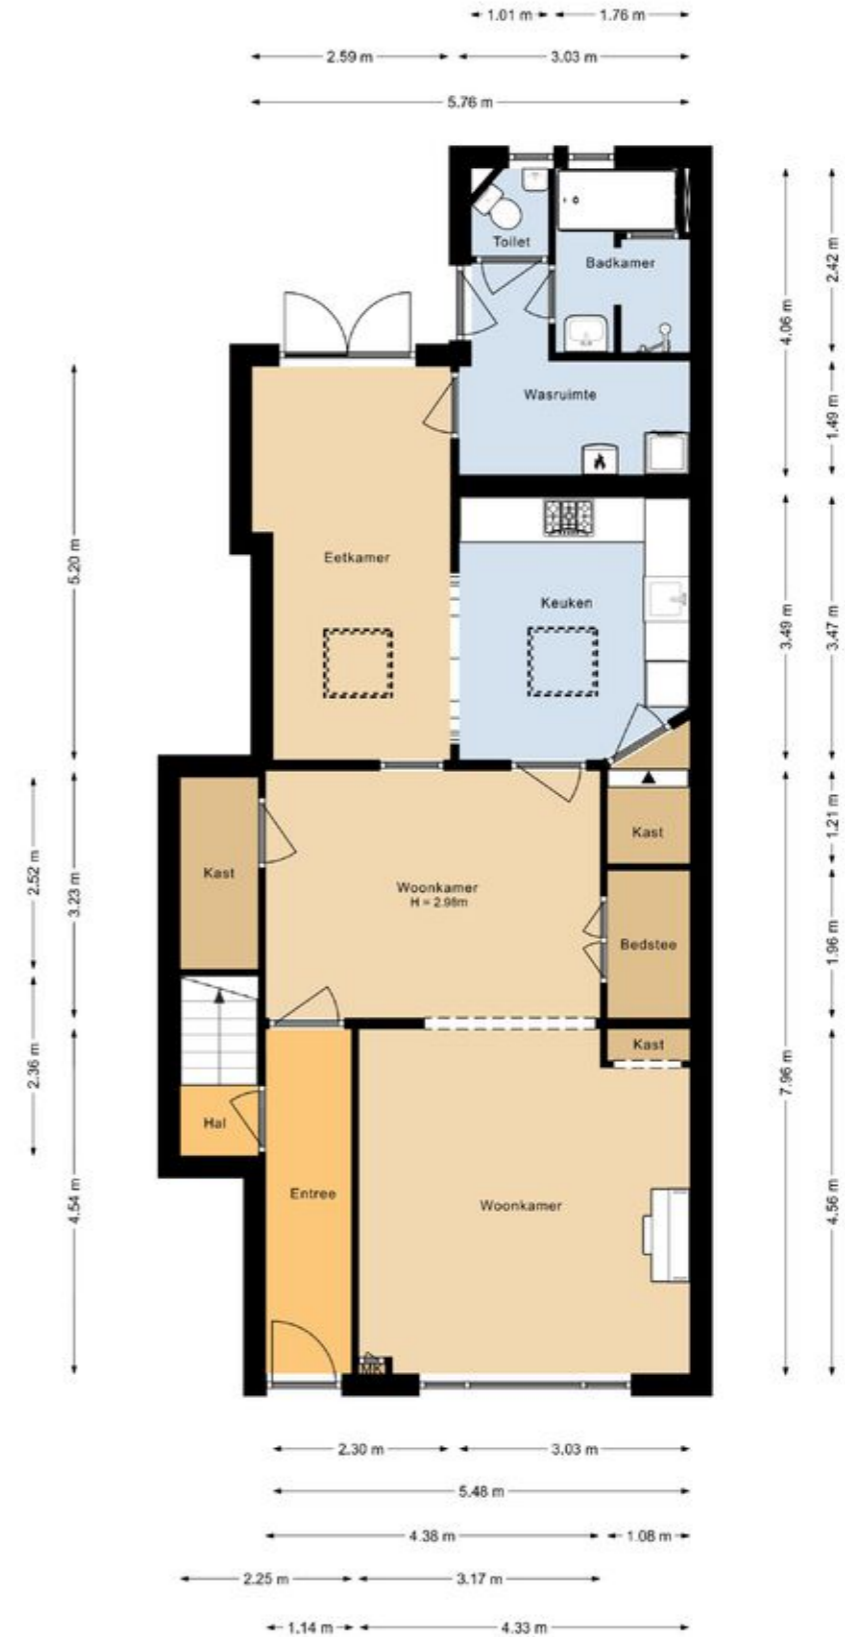 1.01 m
1.76 m
2.59 m
3.03 m
5.76 m
Toilet
Badkamer
2.42 m
4.06 m
Wasruimte
1.49 m
5.20 m
Eetkamer
Keuken
3.49 m
3.47 m
Kast
1.21 m
2.52 m
3.23 m
Kast
Woonkamer
H = 2.98m
Bedstee
1.96 m
2.36 m
Kast
7.96 m
Hal
4.54 m
Entree
Woonkamer
4.56 m
MK
2.30 m
3.03 m
5.48 m
4.38 m
1.08 m
2.25 m
3.17 m
1.14 m
4.33 m